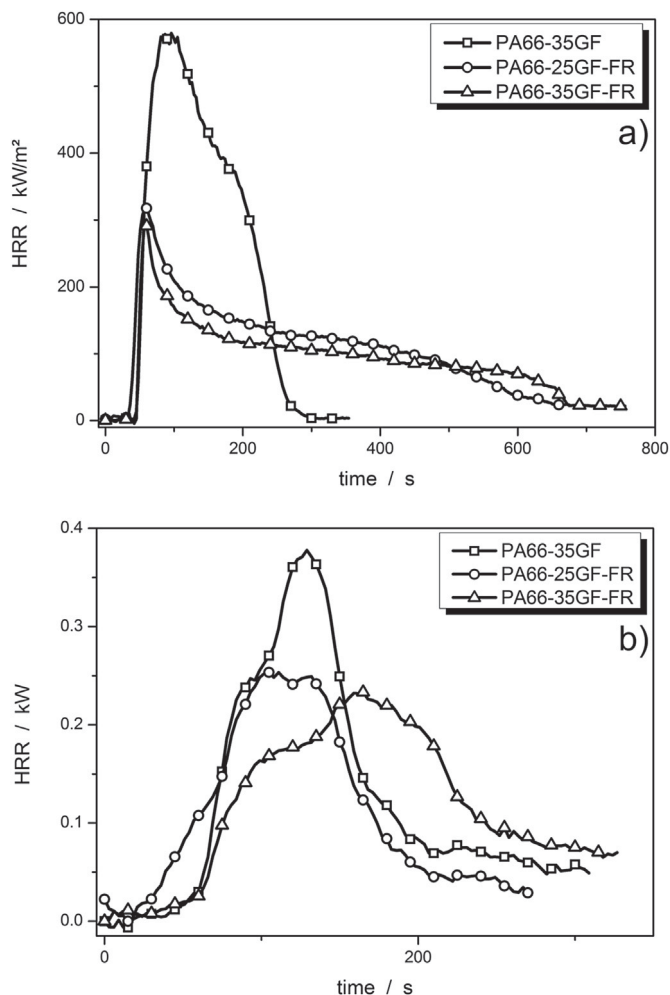 600
400
200
0
HRR / kW/m²
PA66-35GF
PA66-25GF-FR
PA66-35GF-FR
a)
0 200 400 600 800
time / s
0.4
0.3
0.2
0.1
0.0
HRR / kW
PA66-35GF
PA66-25GF-FR
PA66-35GF-FR
b)
0 200
time / s